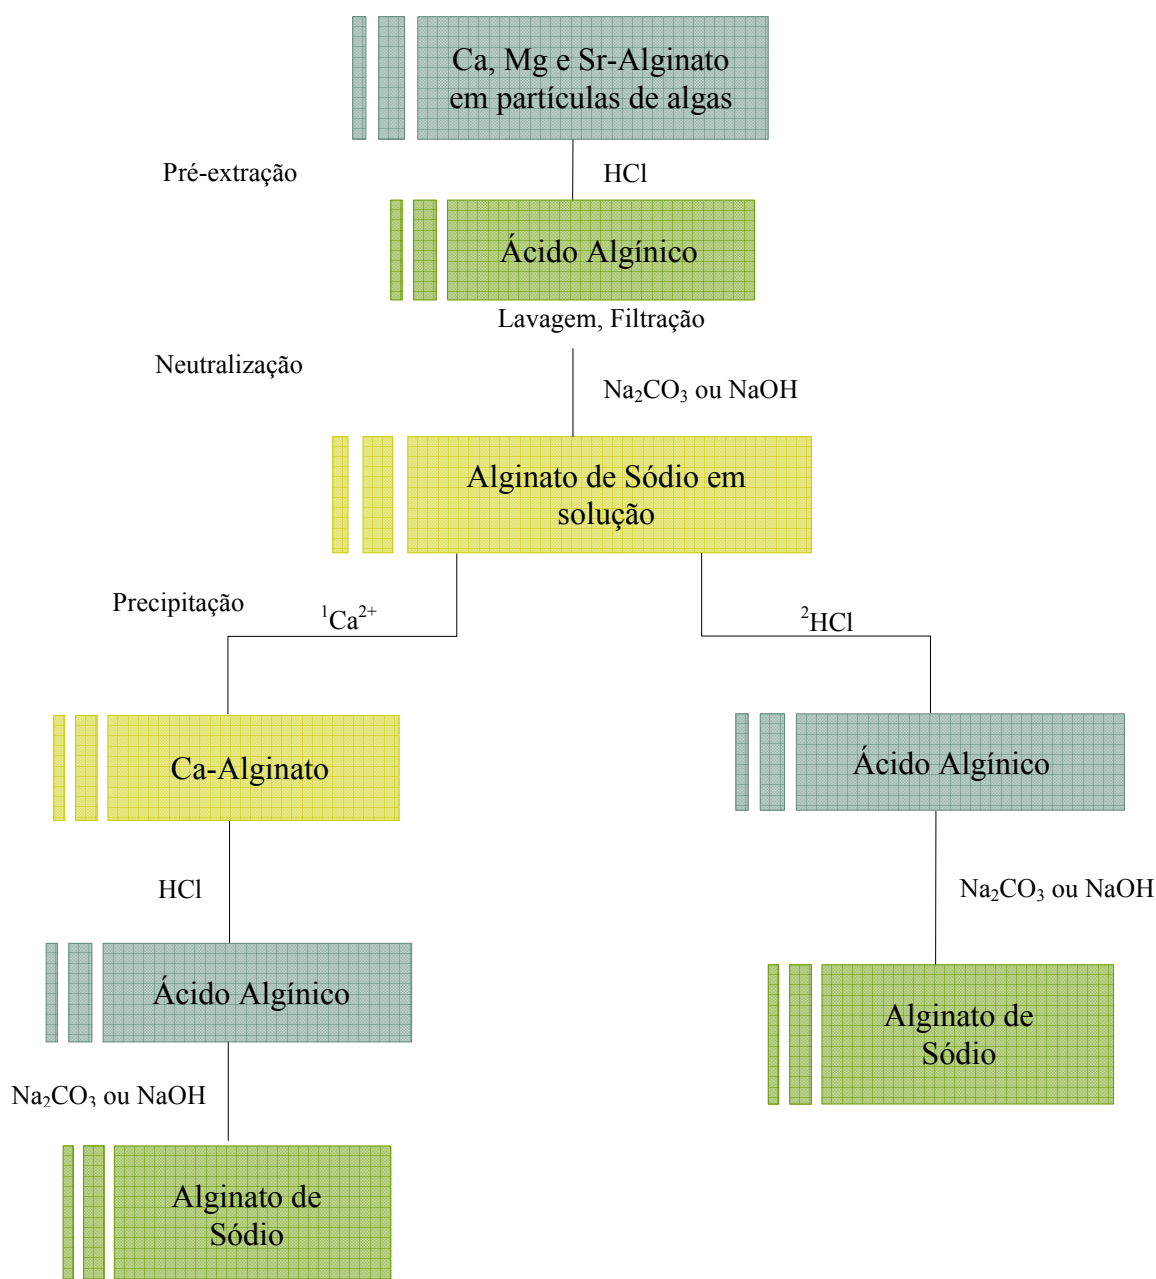 Ca, Mg e Sr-Alginato
em partículas de algas
Pré-extração
HCl
Ácido Algínico
Lavagem, Filtração
Neutralização
Na₂CO₃ ou NaOH
Alginato de Sódio em
solução
Precipitação
¹Ca²⁺
²HCl
Ca-Alginato
Ácido Algínico
HCl
Na₂CO₃ ou NaOH
Ácido Algínico
Alginato de
Sódio
Na₂CO₃ ou NaOH
Alginato de
Sódio